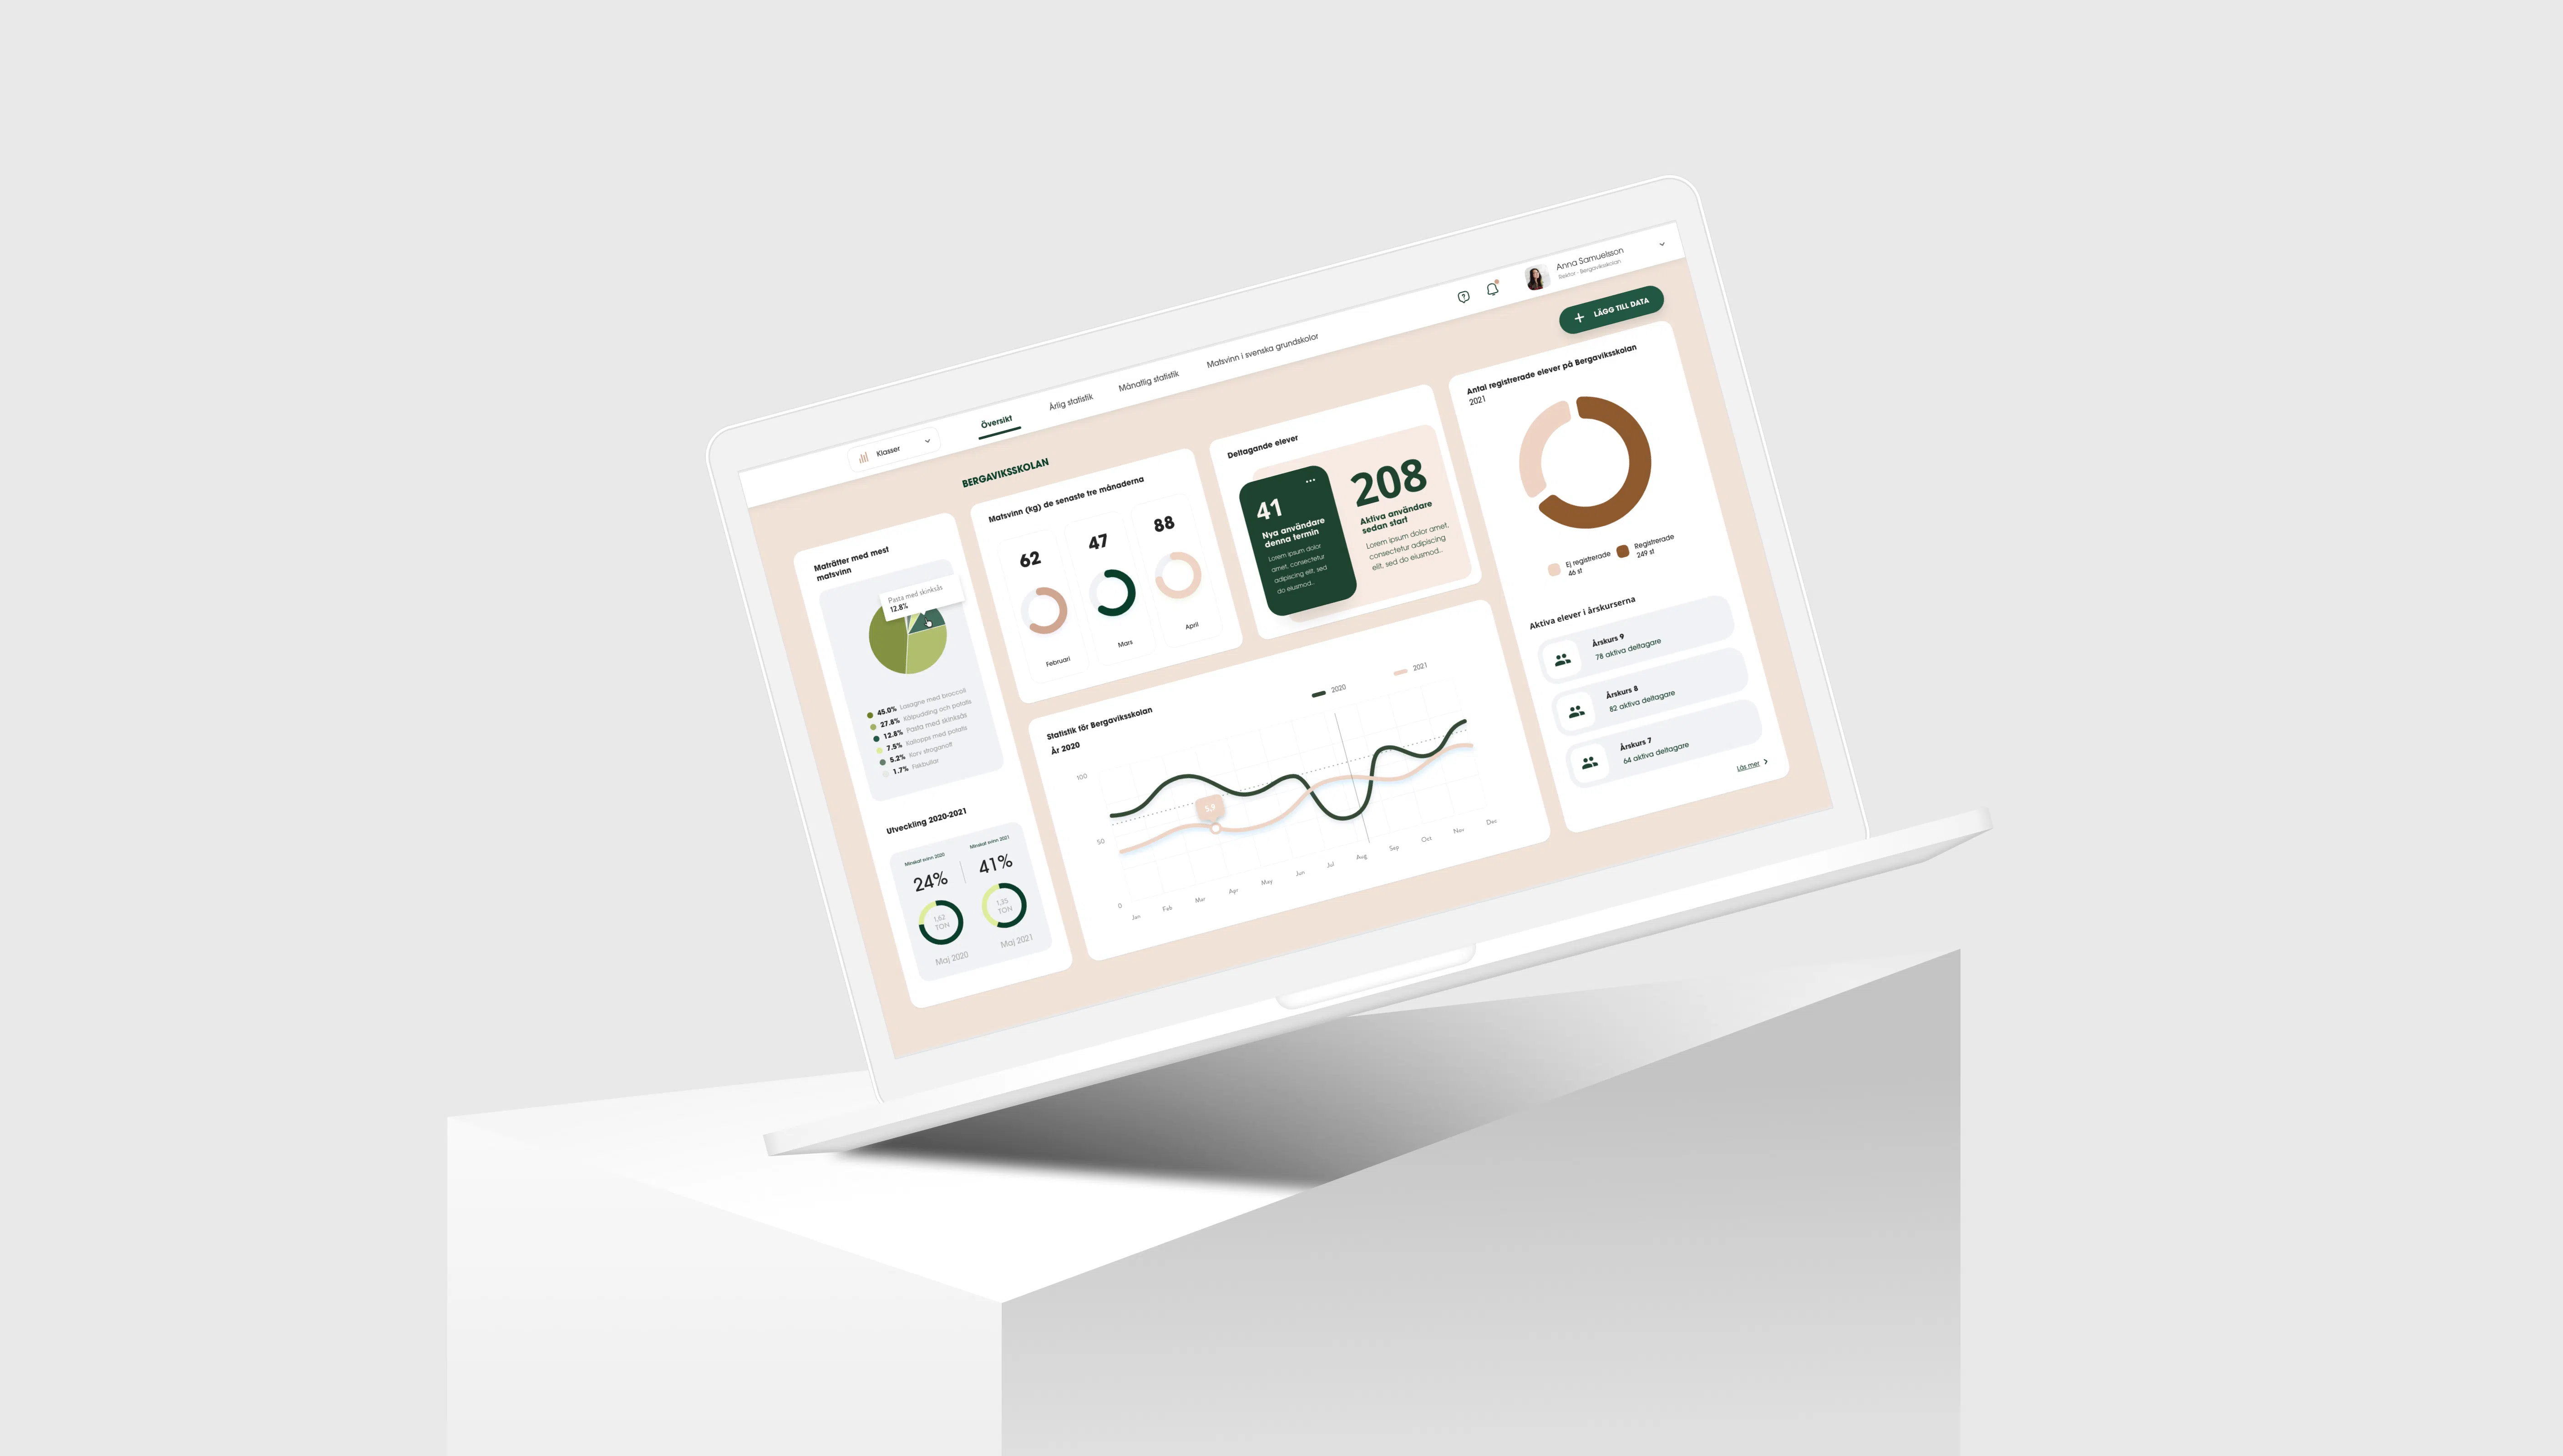 Anna Samuelsson
Rektor - Bergaviksskolan
Klasser
Översikt
Årlig statistik
Månatlig statistik
Matsvinn i svenska grundskolor
LÄGG TILL DATA
BERGAVIKSSKOLAN
Maträtter med mest
matsvinn
Pasta med skinksås
12.8%
45.0% Lasagne med broccoli
27.8% Kålpudding och potatis
12.8% Pasta med skinksås
7.5% Kalops med potatis
5.2% Korv stroganoff
1.7% Fiskbullar
Utveckling 2020-2021
Minskat svinn 2020
24%
1,62
TON
Maj 2020
Minskat svinn 2021
41%
1,35
TON
Maj 2021
Matsvinn (kg) de senaste tre månaderna
62
Februari
47
Mars
88
April
Deltagande elever
41
Nya användare
denna termin
Lorem ipsum dolor
amet, consectetur
adipiscing elit, sed
do eiusmod..
208
Aktiva användare
sedan start
Lorem ipsum dolor amet,
consectetur adipiscing
elit, sed do eiusmod..
Statistik för Bergaviksskolan
År 2020
2020
2021
100
50
0
5,9
Jan
Feb
Mar
Apr
May
Jun
Jul
Aug
Sep
Oct
Nov
Dec
Antal registrerade elever på Bergaviksskolan
2021
Ej registrerade
46 st
Registrerade
249 st
Aktiva elever i årskurserna
Årskurs 9
78 aktiva deltagare
Årskurs 8
82 aktiva deltagare
Årskurs 7
64 aktiva deltagare
Läs mer